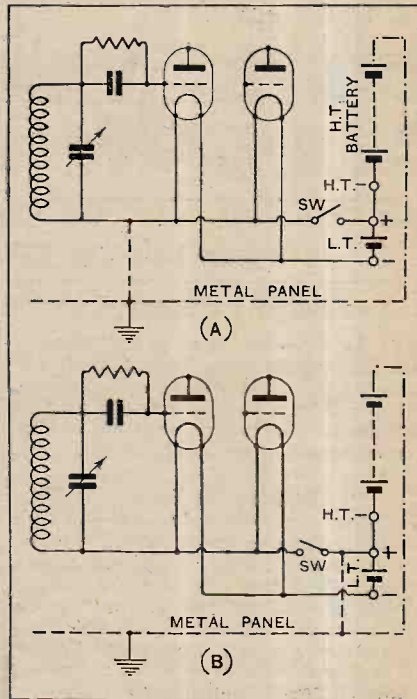 H.T.
BATTERY
H.T.-
SW
+
L.T.
-
METAL PANEL
(A)
H.T.-
+
SW
L.T.
-
METAL PANEL
(B)